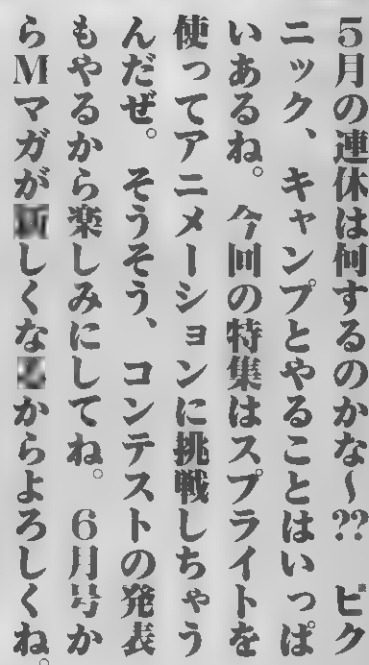 5月の連休は何するのかな〜?? ピク
ニック、キャンプとやることはいっぱ
いあるね。今回の特集はスプライトを
使ってアニメーションに挑戦しちゃう
んだぜ。そうそう、コンテストの発表
もやるから楽しみにしてね。6月号か
らMマガが新しくなるからよろしくね。